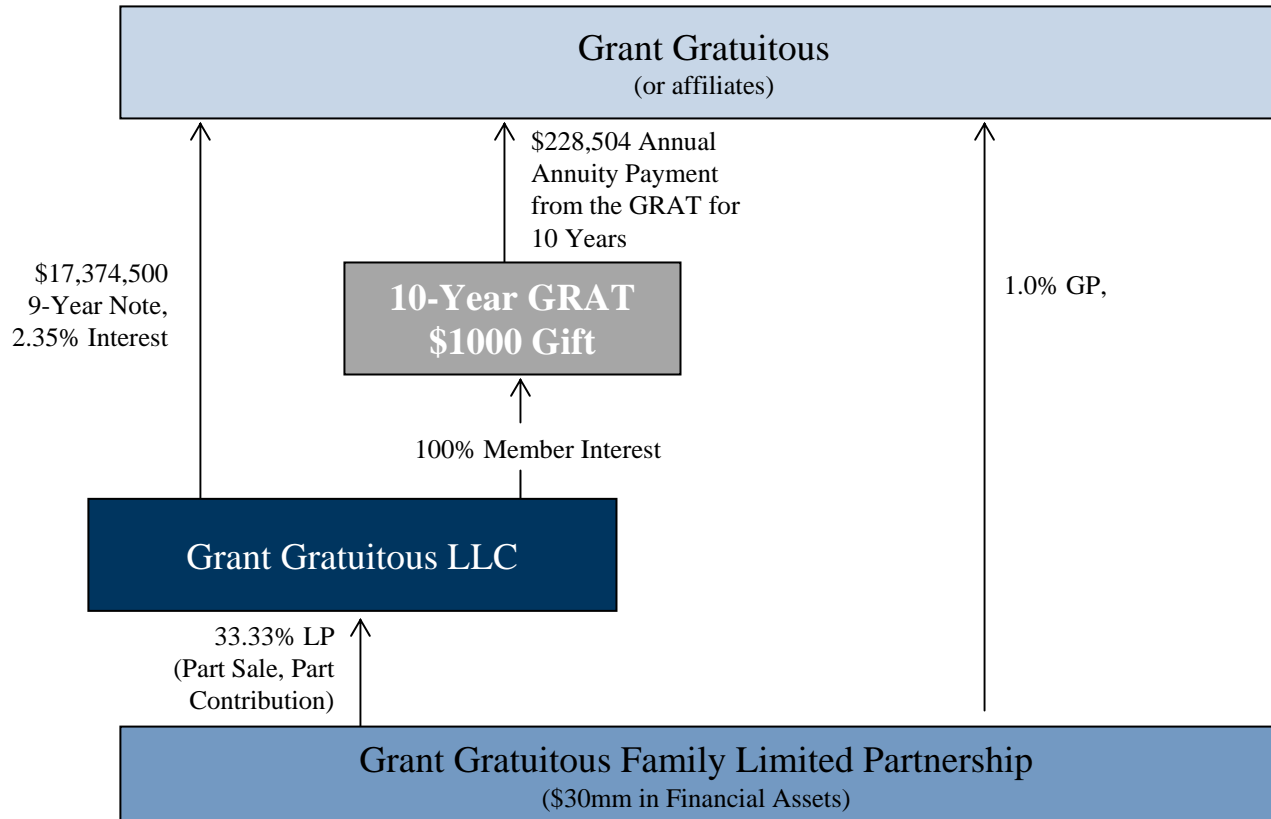 Grant Gratuitous
(or affiliates)
$228,504 Annual
Annuity Payment
from the GRAT for
10 Years
$17,374,500
9-Year Note,
2.35% Interest
10-Year GRAT
$1000 Gift
1.0% GP,
100% Member Interest
Grant Gratuitous LLC
33.33% LP
(Part Sale, Part
Contribution)
Grant Gratuitous Family Limited Partnership
($30mm in Financial Assets)